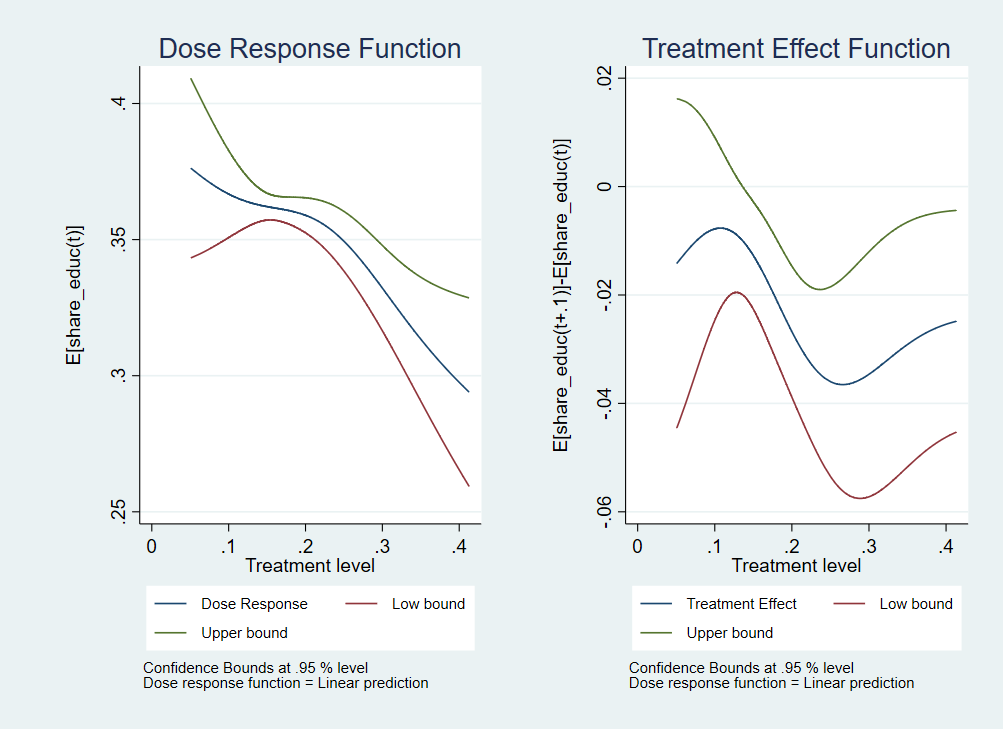 Dose Response Function
E[share_educ(t)]
.4
.35
.3
.25
0 .1 .2 .3 .4
Treatment level
Dose Response Low bound
Upper bound
Confidence Bounds at .95 % level
Dose response function = Linear prediction
Treatment Effect Function
E[share_educ(t+.1)]-E[share_educ(t)]
.02
0
-.02
-.04
-.06
0 .1 .2 .3 .4
Treatment level
Treatment Effect Low bound
Upper bound
Confidence Bounds at .95 % level
Dose response function = Linear prediction